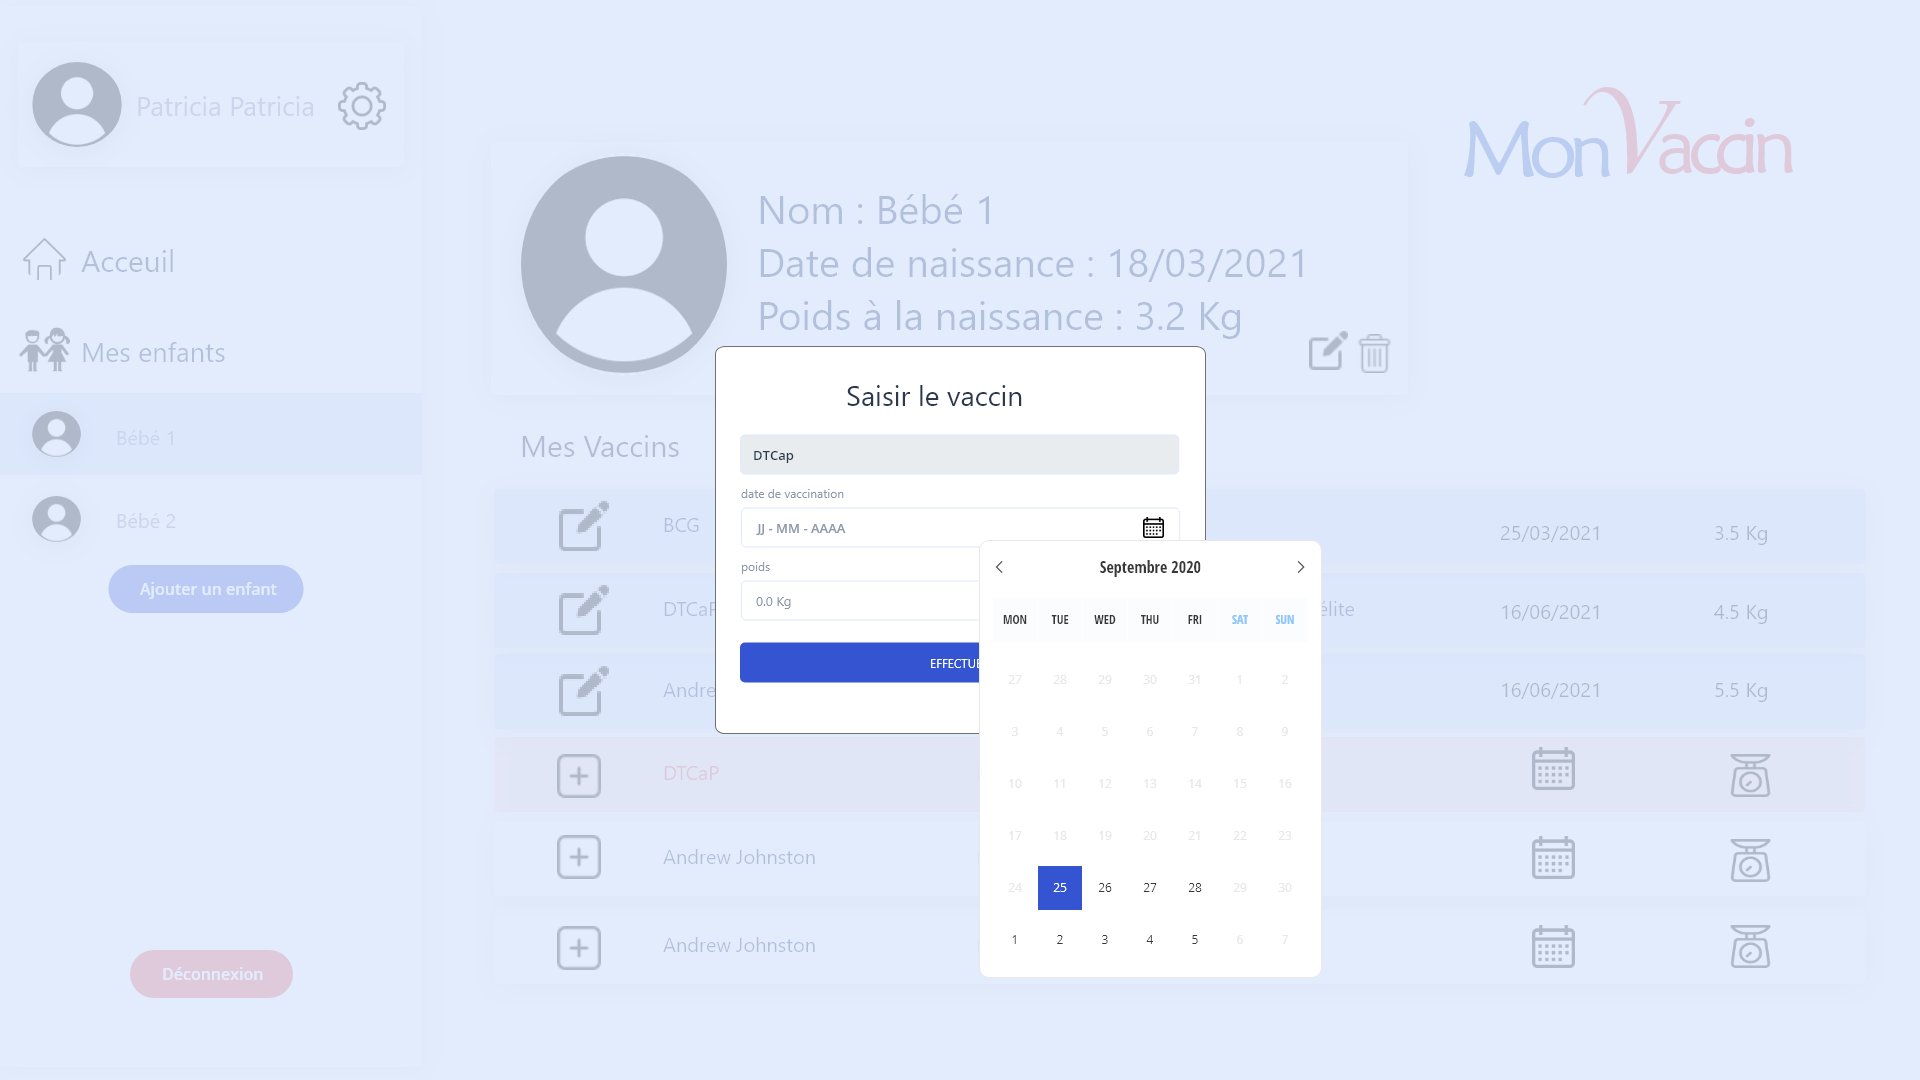 Patricia Patricia
Acceuil
Mes enfants
Bébé 1
Bébé 2
Ajouter un enfant
Déconnexion
MonVaccin
Nom : Bébé 1
Date de naissance : 18/03/2021
Poids à la naissance : 3.2 Kg
Mes Vaccins
BCG 25/03/2021 3.5 Kg
DTCaP 16/06/2021 4.5 Kg
Andre 16/06/2021 5.5 Kg
DTCaP
Andrew Johnston
Andrew Johnston
Saisir le vaccin
DTCap
date de vaccination
JJ - MM - AAAA
poids
0.0 Kg
EFFECTUE
Septembre 2020
MON TUE WED THU FRI SAT SUN
27 28 29 30 31 1 2
3 4 5 6 7 8 9
10 11 12 13 14 15 16
17 18 19 20 21 22 23
24 25 26 27 28 29 30
1 2 3 4 5 6 7